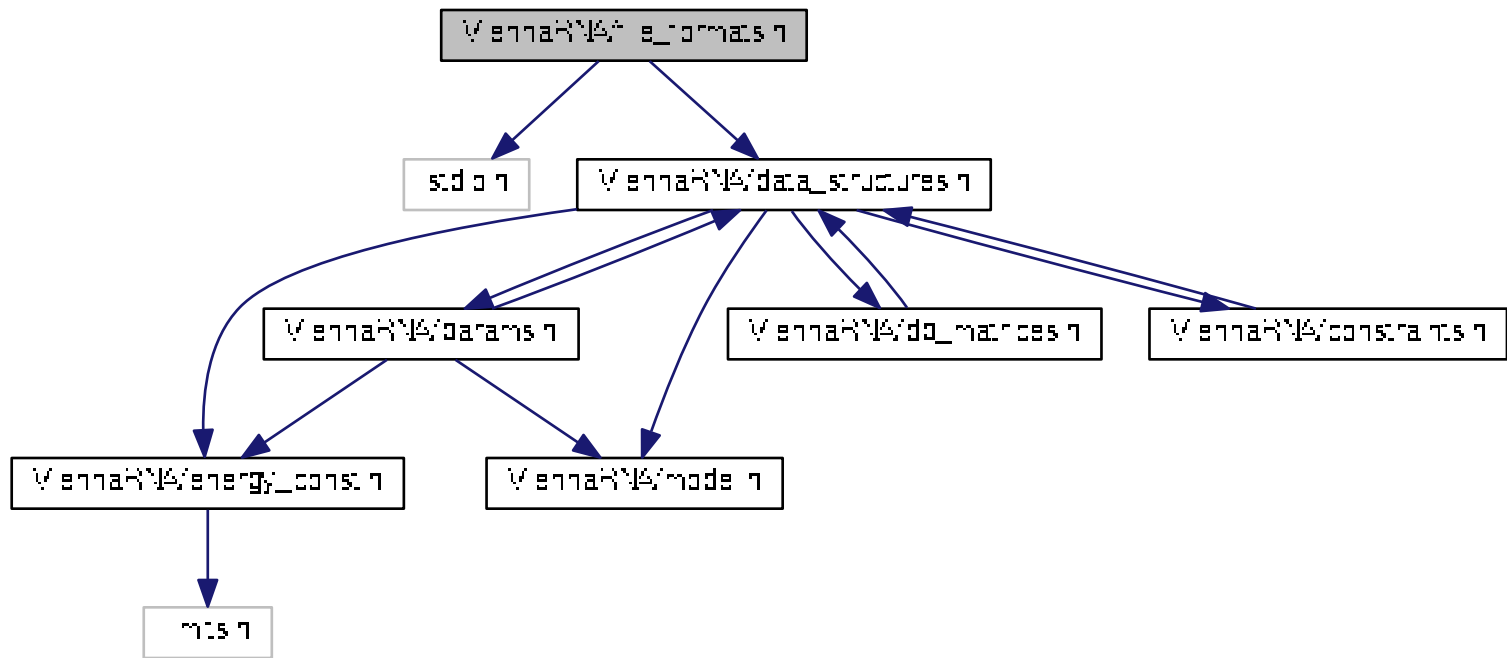 ViennaRNA/file_formats.h
stdio.h
ViennaRNA/data_structures.h
ViennaRNA/params.h
ViennaRNA/dp_matrices.h
ViennaRNA/constraints.h
ViennaRNA/energy_const.h
ViennaRNA/model.h
limits.h